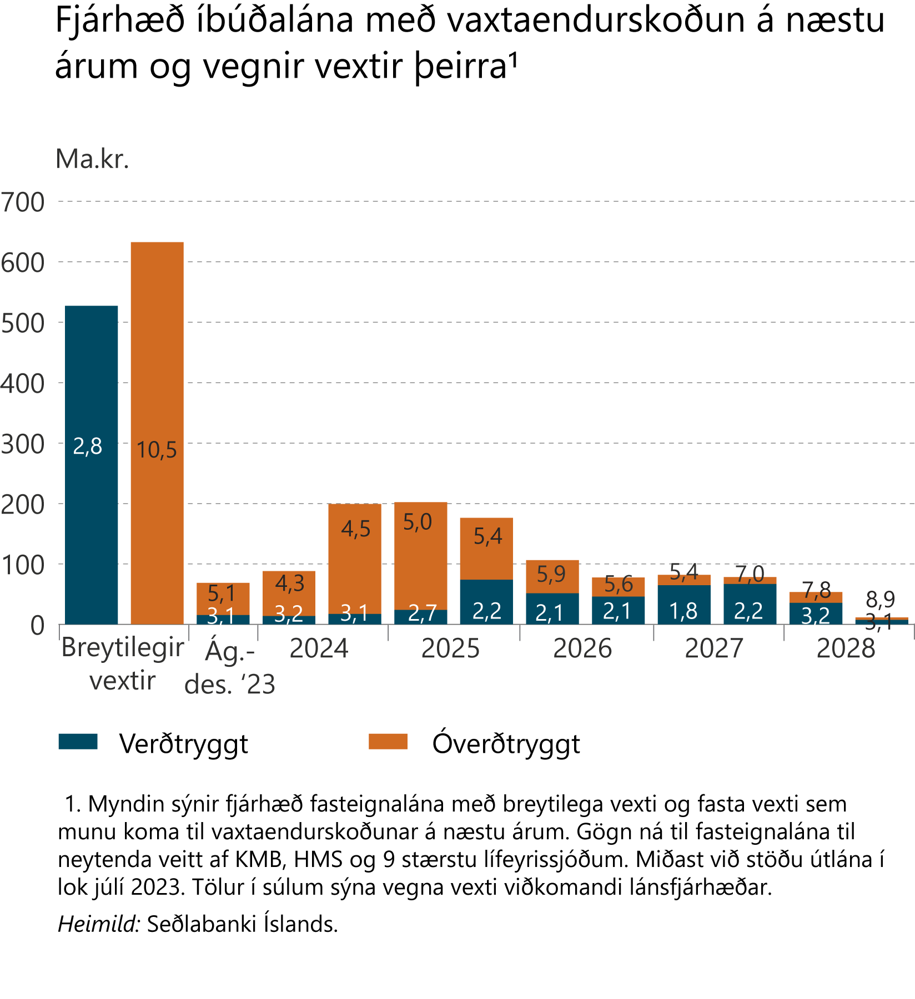 Fjárhæð íbúðalána með vaxtaendurskoðun á næstu
árum og vegnir vextir þeirra¹
Ma.kr.
700
600
500
400
300
200
100
0
2,8
10,5
5,1
3,1
4,3
3,2
4,5
3,1
5,0
2,7
5,4
2,2
5,9
2,1
5,6
2,1
5,4
1,8
7,0
2,2
7,8
3,2
8,9
3,1
Breytilegir
vextir
Ág.-
des. ‘23
2024
2025
2026
2027
2028
Verðtryggt
Óverðtryggt
1. Myndin sýnir fjárhæð fasteignalána með breytilega vexti og fasta vexti sem
munu koma til vaxtaendurskoðunar á næstu árum. Gögn ná til fasteignalána til
neytenda veitt af KMB, HMS og 9 stærstu lífeyrissjóðum. Miðast við stöðu útlána í
lok júlí 2023. Tölur í súlum sýna vegna vexti viðkomandi lánsfjárhæðar.
Heimild: Seðlabanki Íslands.